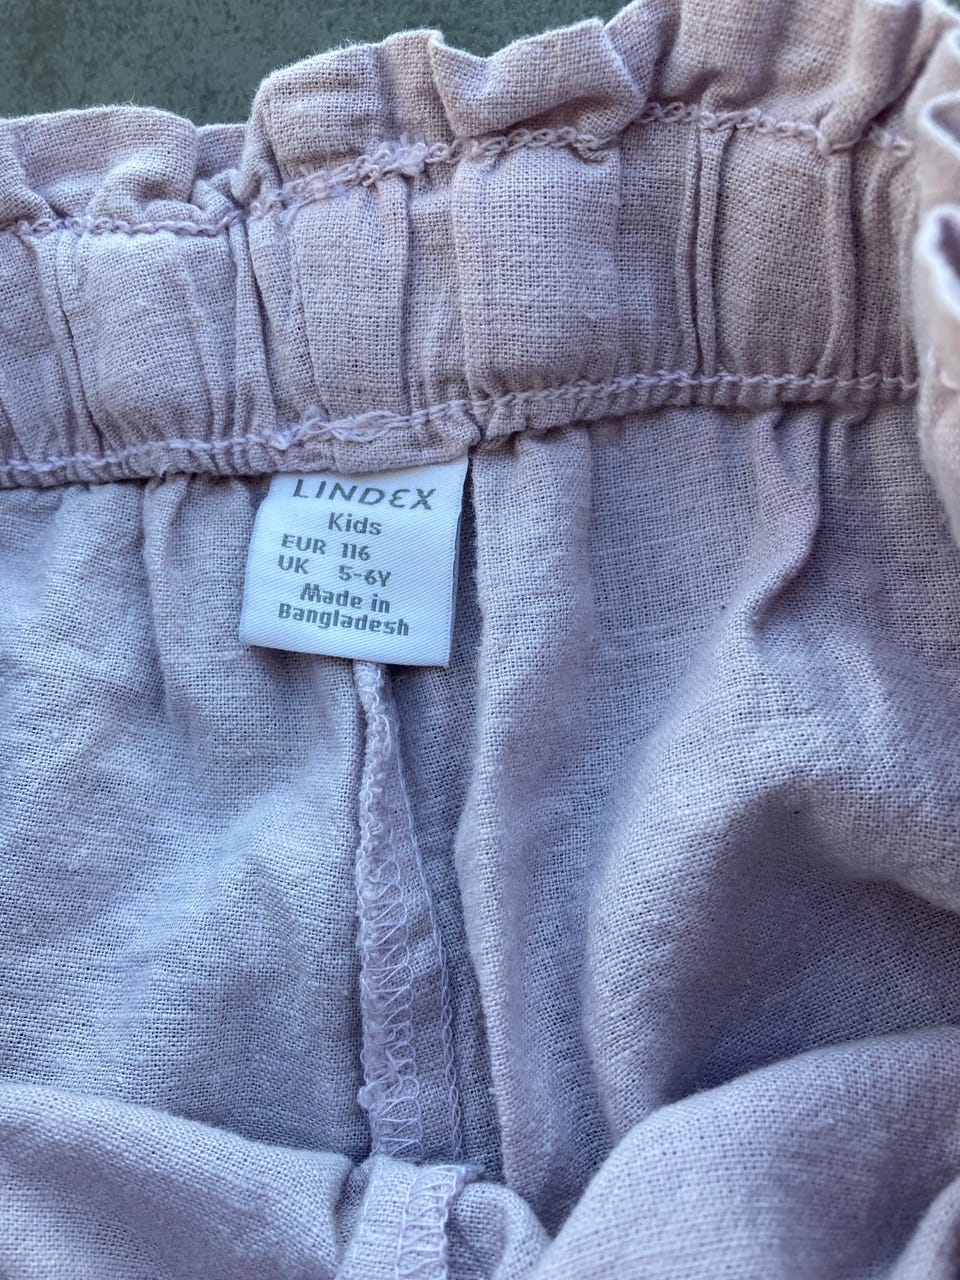 LINDEX
Kids
EUR 116
UK 5-6Y
Made in
Bangladesh